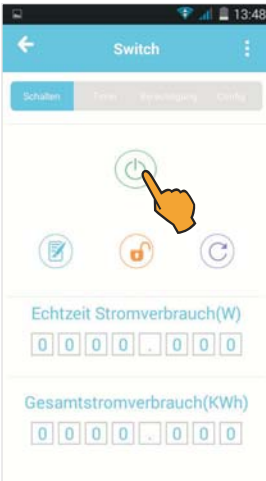 13:48
Switch
Schalten Timer Berechtigung Config
Echtzeit Stromverbrauch(W)
0 0 0 0 . 0 0 0
Gesamtstromverbrauch(KWh)
0 0 0 0 . 0 0 0